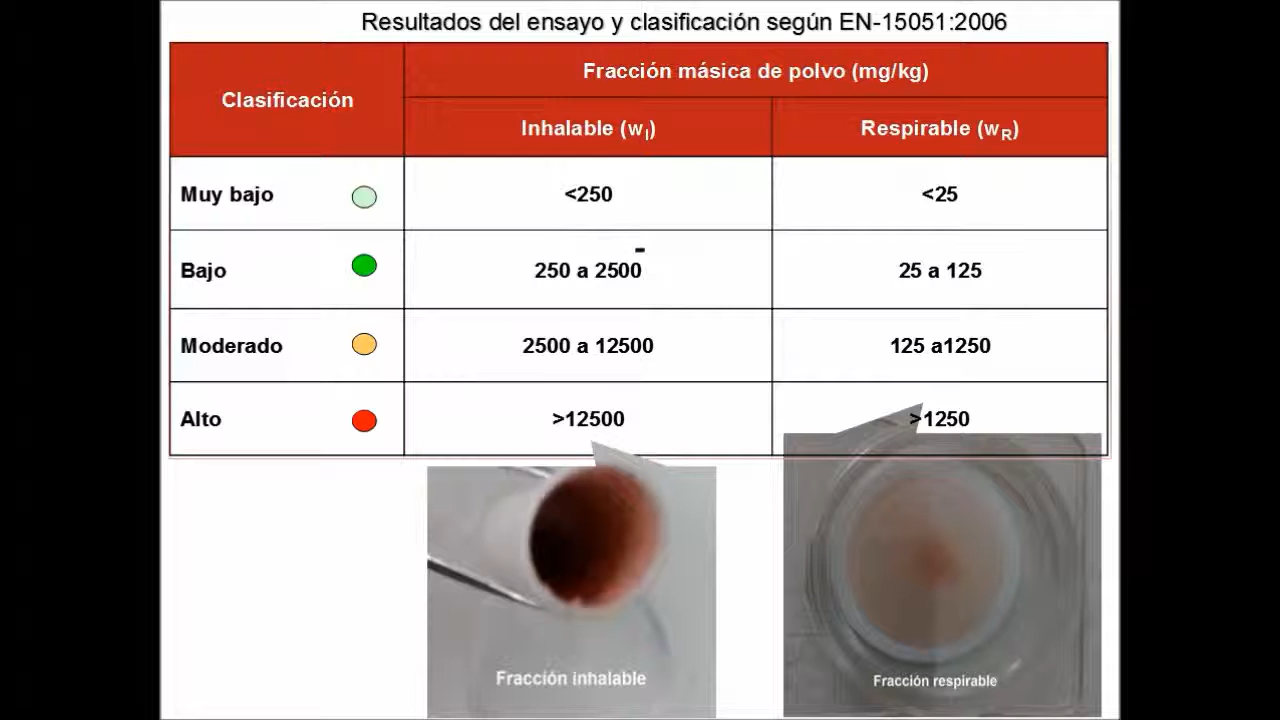 Resultados del ensayo y clasificación según EN-15051:2006
Clasificación
Fracción másica de polvo (mg/kg)
Inhalable (wI)
Respirable (wR)
Muy bajo
<250
<25
Bajo
250 a 2500
25 a 125
Moderado
2500 a 12500
125 a1250
Alto
>12500
>1250
Fracción inhalable
Fracción respirable